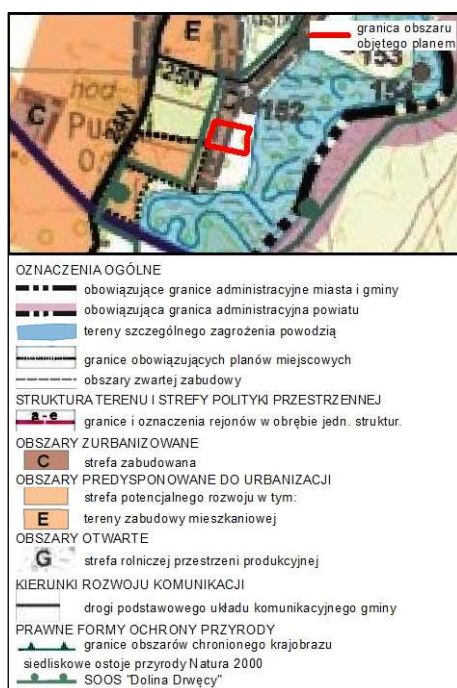 granica obszaru
objętego planem
E
153
hod
25N
152
154
C
25N
OZNACZENIA OGÓLNE
obowiązujące granice administracyjne miasta i gminy
obowiązująca granica administracyjna powiatu
tereny szczególnego zagrożenia powodzią
granice obowiązujących planów miejscowych
obszary zwartej zabudowy
STRUKTURA TERENU I STREFY POLITYKI PRZESTRZENNEJ
a - e granice i oznaczenia rejonów w obrębie jedn. struktur.
OBSZARY ZURBANIZOWANE
C strefa zabudowana
OBSZARY PREDYSPONOWANE DO URBANIZACJI
strefa potencjalnego rozwoju w tym:
E tereny zabudowy mieszkaniowej
OBSZARY OTWARTE
G strefa rolniczej przestrzeni produkcyjnej
KIERUNKI ROZWOJU KOMUNIKACJI
drogi podstawowego układu komunikacyjnego gminy
PRAWNE FORMY OCHRONY PRZYRODY
granice obszarów chronionego krajobrazu
siedliskowe ostoje przyrody Natura 2000
SOOS "Dolina Drwęcy"